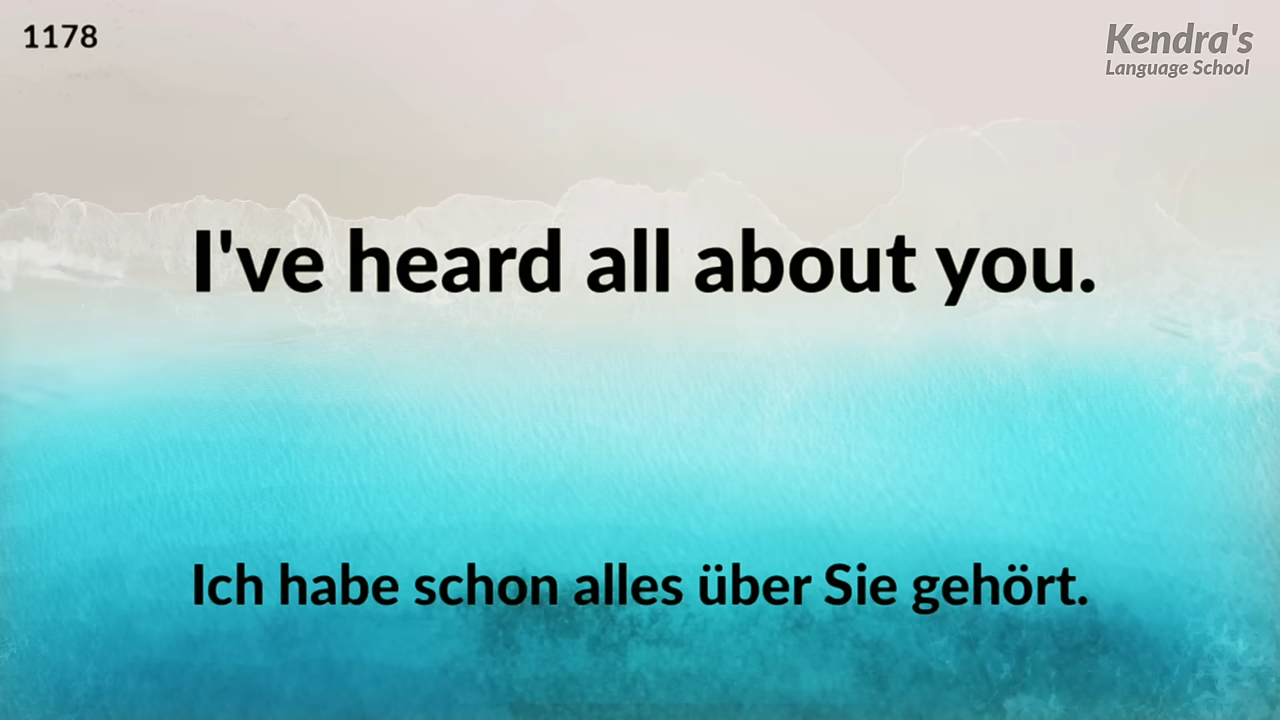 1178
Kendra's
Language School
I've heard all about you.
Ich habe schon alles über Sie gehört.